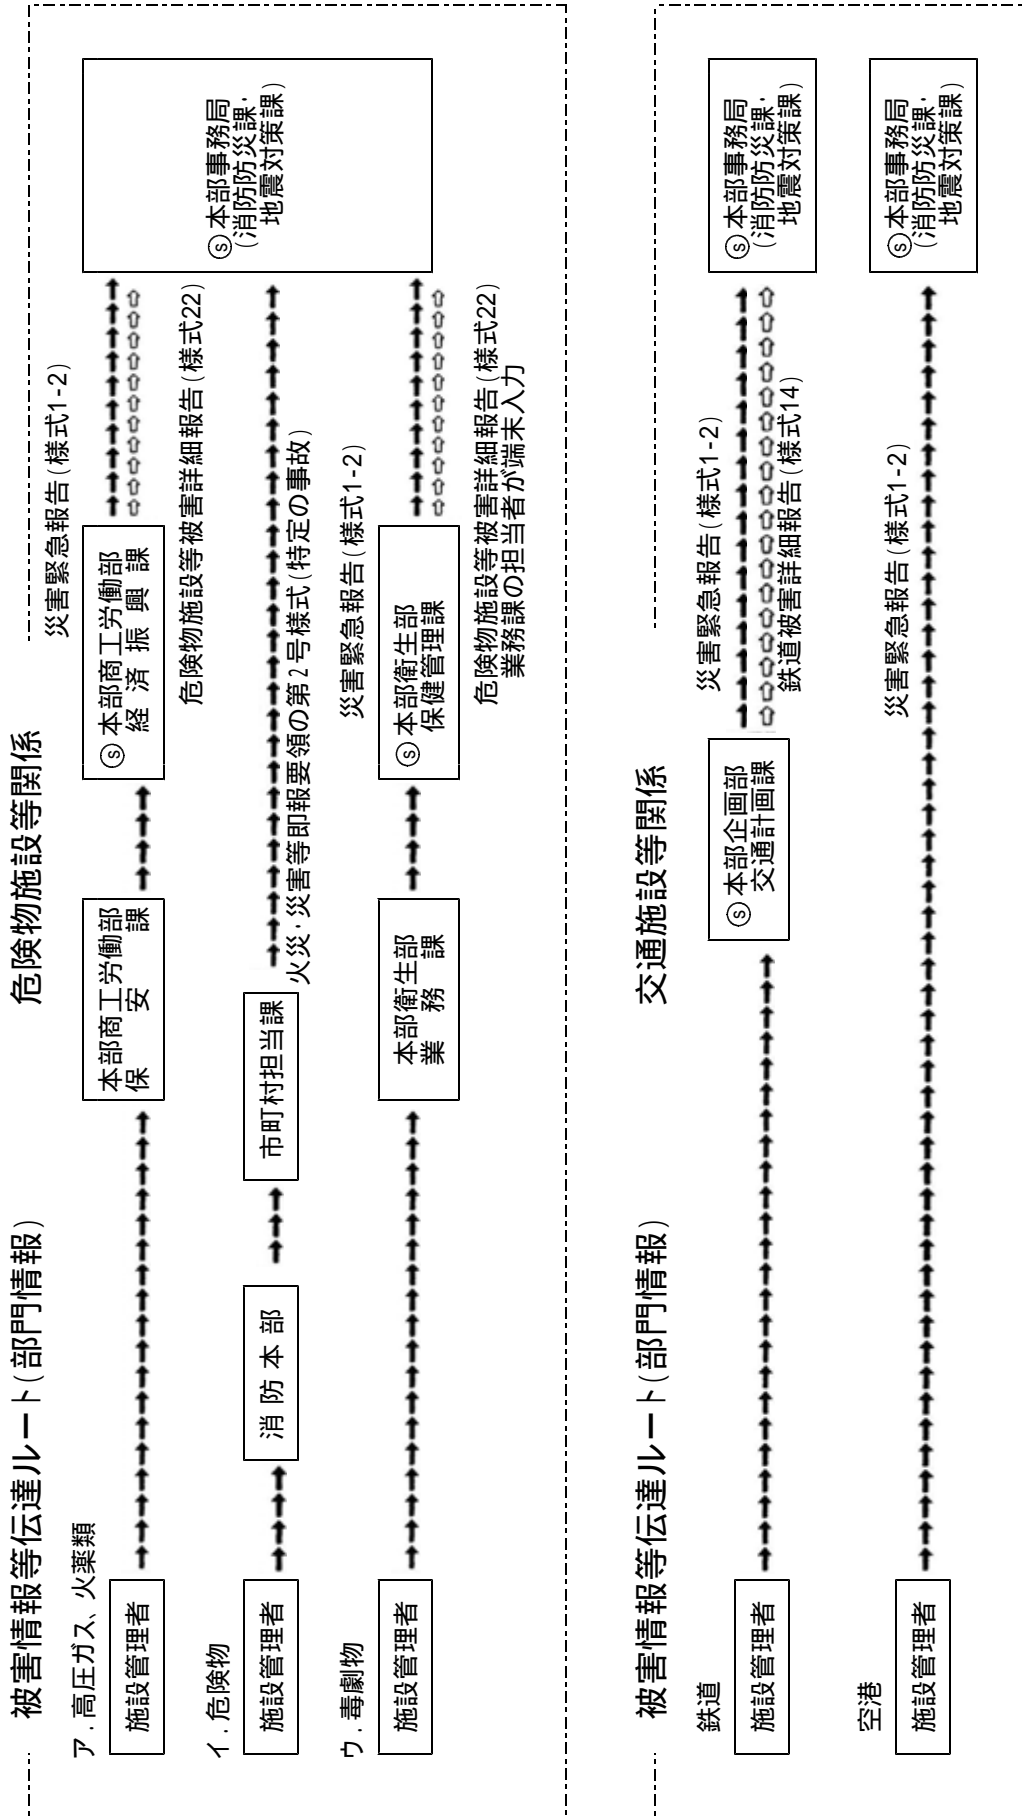 被害情報等伝達ルート(部門情報) 危険物施設等関係
ア.高圧ガス、火薬類
施設管理者
本部商工労働部
保安課
Ⓢ本部商工労働部
経済振興課
災害緊急報告(様式1-2)
危険物施設等被害詳細報告(様式22)
Ⓢ本部事務局
(消防防災課・
地震対策課)
イ.危険物
施設管理者
消防本部
市町村担当課
火災・災害等即報要領の第2号様式(特定の事故)
ウ.毒劇物
施設管理者
本部衛生部
業務課
Ⓢ本部衛生部
保健管理課
災害緊急報告(様式1-2)
危険物施設等被害詳細報告(様式22)
業務課の担当者が端末入力
被害情報等伝達ルート(部門情報) 交通施設等関係
鉄道
施設管理者
Ⓢ本部企画部
交通計画課
災害緊急報告(様式1-2)
鉄道被害詳細報告(様式14)
Ⓢ本部事務局
(消防防災課・
地震対策課)
空港
施設管理者
災害緊急報告(様式1-2)
Ⓢ本部事務局
(消防防災課・
地震対策課)